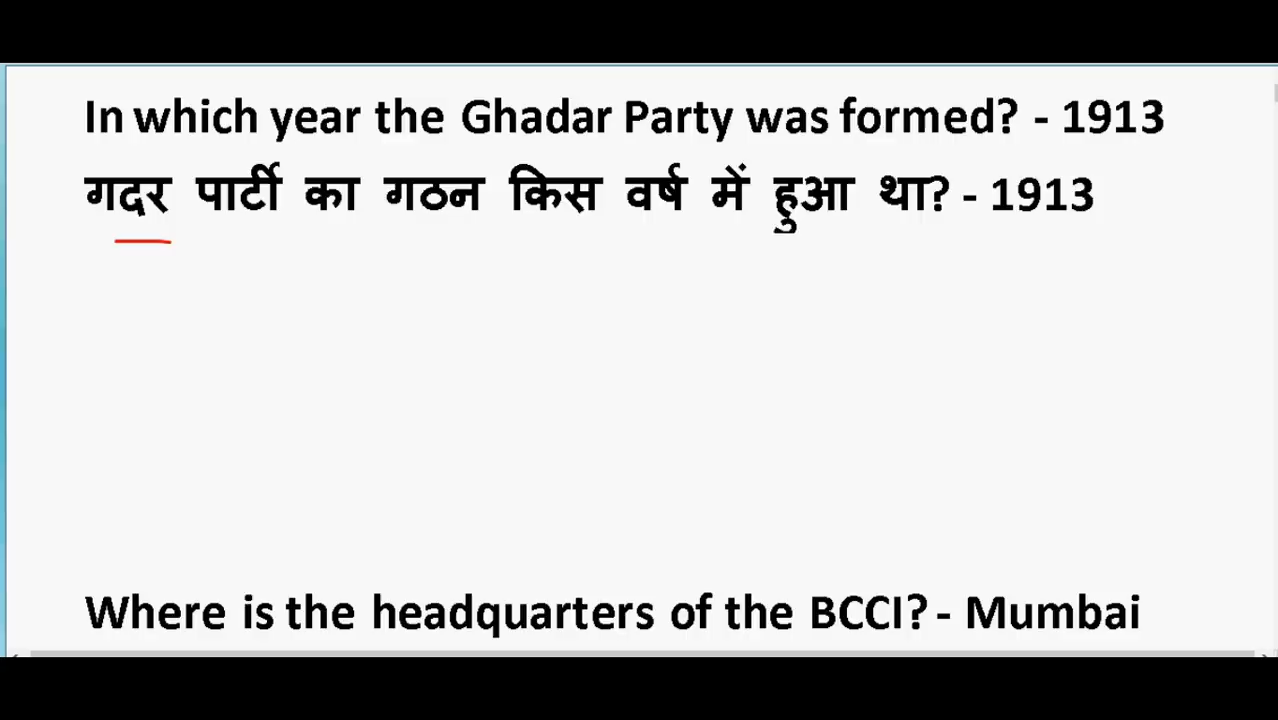 In which year the Ghadar Party was formed? - 1913
गदर पार्टी का गठन किस वर्ष में हुआ था? - 1913
Where is the headquarters of the BCCI? - Mumbai